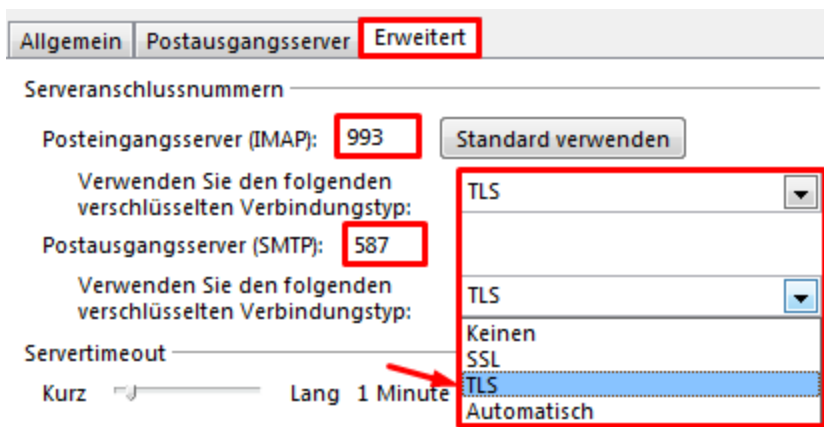 Allgemein Postausgangsserver Erweitert
Serveranschlussnummern
Posteingangsserver (IMAP): 993 Standard verwenden
Verwenden Sie den folgenden
verschlüsselten Verbindungstyp: TLS
Postausgangsserver (SMTP): 587
Verwenden Sie den folgenden
verschlüsselten Verbindungstyp: TLS
Keinen
SSL
TLS
Automatisch
Servertimeout
Kurz Lang 1 Minute